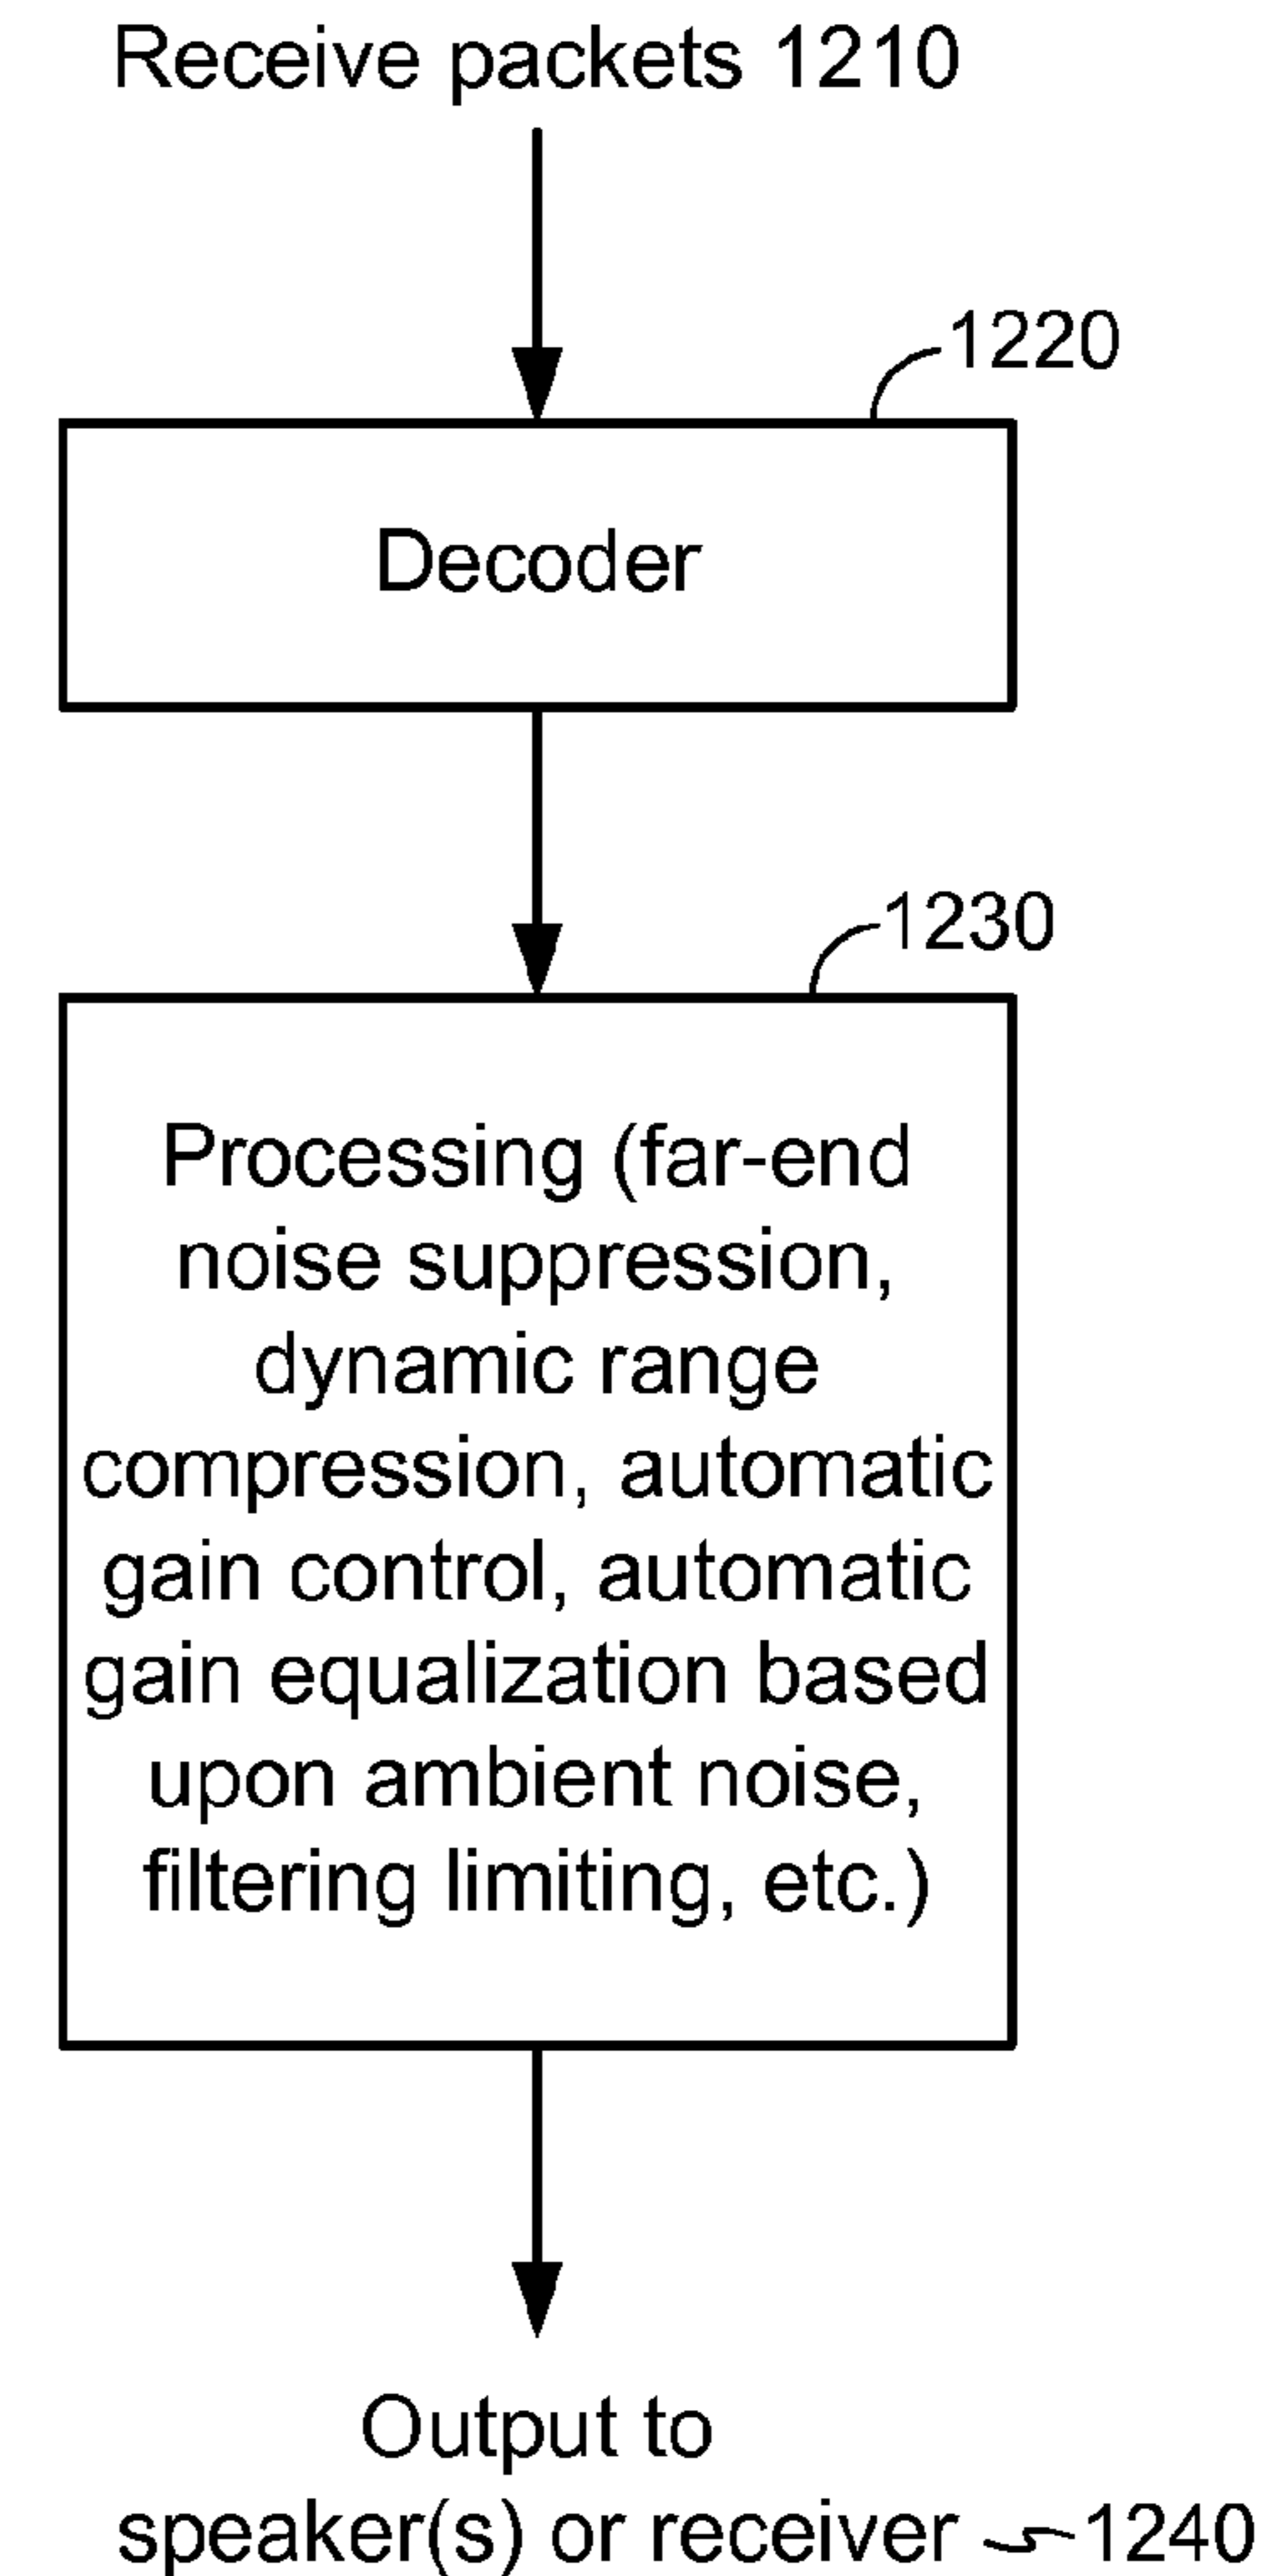 Receive packets 1210
1220
Decoder
1230
Processing (far-end
noise suppression,
dynamic range
compression, automatic
gain control, automatic
gain equalization based
upon ambient noise,
filtering limiting, etc.)
Output to
speaker(s) or receiver 1240